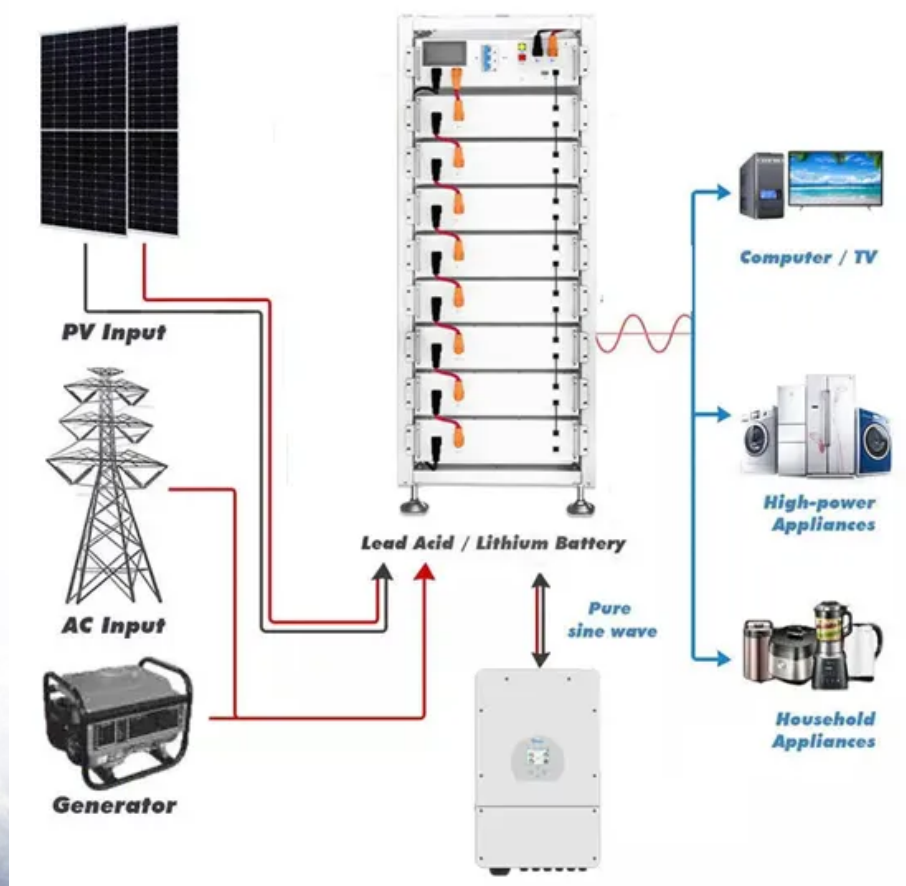 PV Input
AC Input
Generator
Lead Acid / Lithium Battery
Pure
sine wave
Computer / TV
High-power
Appliances
Household
Appliances